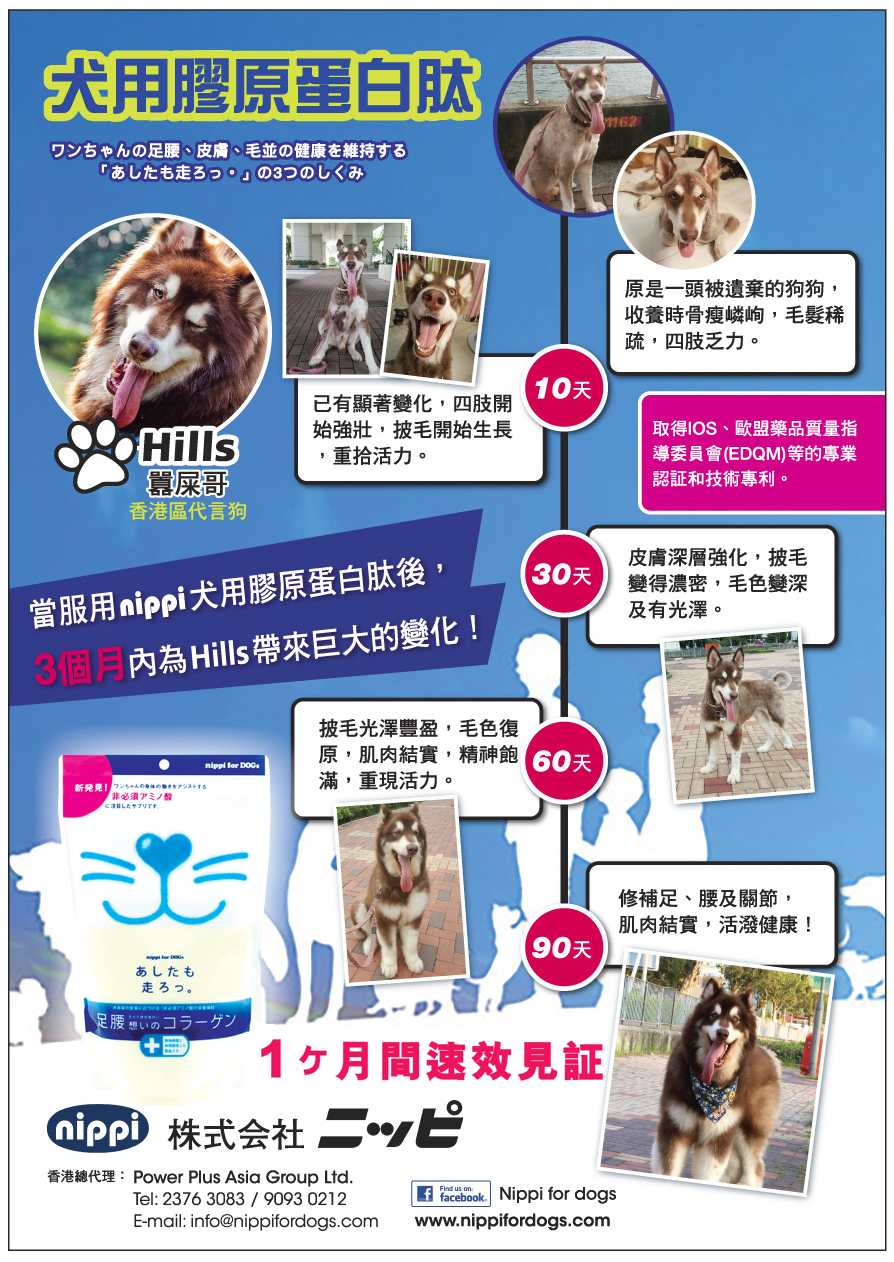 犬用膠原蛋白肽
ワンちゃんの足腰、皮膚、毛並の健康を維持する
「あしたも走ろっ。」の3つのしくみ
1162
原是一頭被遺棄的狗狗，
收養時骨瘦嶙峋，毛髮稀
疏，四肢乏力。
10天
已有顯著變化，四肢開
始強壯，披毛開始生長
，重拾活力。
Hills
囂屎哥
香港區代言狗
取得IOS、歐盟藥品質量指
導委員會(EDQM)等的專業
認証和技術專利。
30天
皮膚深層強化，披毛
變得濃密，毛色變深
及有光澤。
當服用nippi犬用膠原蛋白肽後，
3個月內為Hills帶來巨大的變化！
60天
披毛光澤豐盈，毛色復
原，肌肉結實，精神飽
滿，重現活力。
90天
修補足、腰及關節，
肌肉結實，活潑健康！
nippi for DOGs
新発見！
ワンちゃんの身体の働きをアシストする
非必須アミノ酸
に注目したサプリです。
nippi for DOGs
あしたも
走ろっ。
足腰想いのコラーゲン
1ヶ月間速效見証
nippi 株式会社 ニッピ
香港總代理： Power Plus Asia Group Ltd.
Tel: 2376 3083 / 9093 0212
E-mail: info@nippifordogs.com
Find us on:
facebook. Nippi for dogs
www.nippifordogs.com